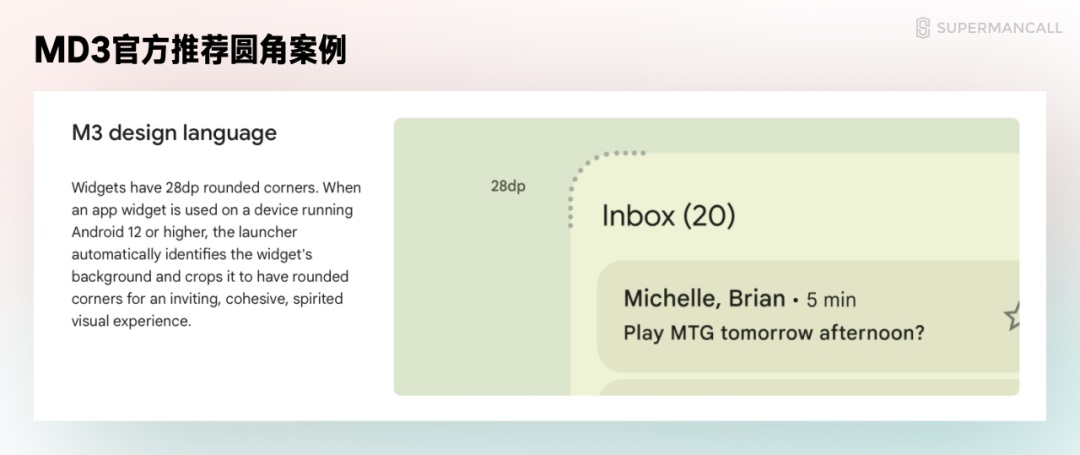 SUPERMANCALL
MD3官方推荐圆角案例
M3 design language
Widgets have 28dp rounded corners. When
an app widget is used on a device running
Android 12 or higher, the launcher
automatically identifies the widget's
background and crops it to have rounded
corners for an inviting, cohesive, spirited
visual experience.
28dp
Inbox (20)
Michelle, Brian • 5 min
Play MTG tomorrow afternoon?